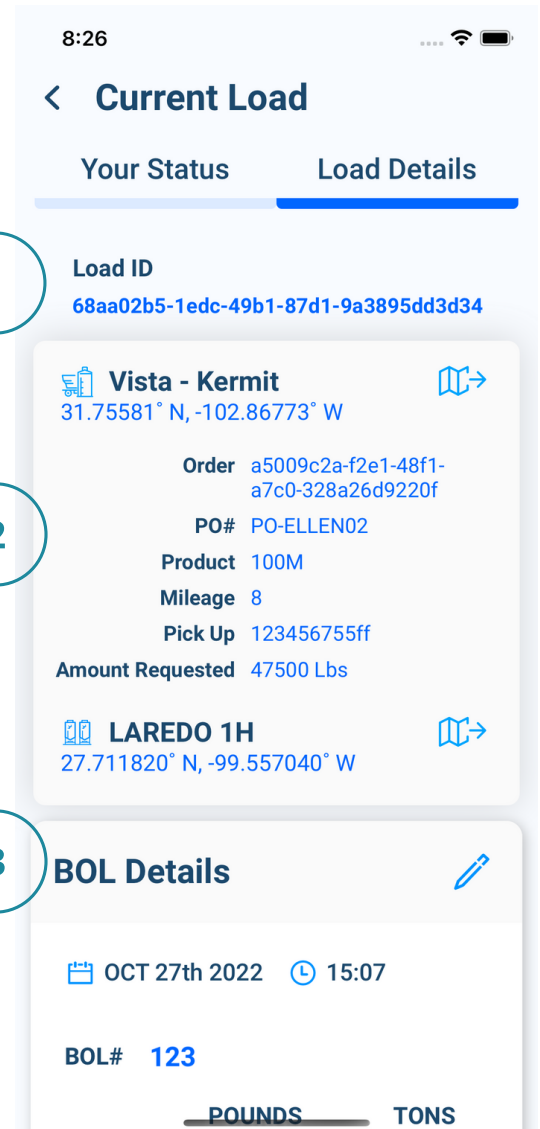 8:26
Current Load
Your Status Load Details
Load ID
68aa02b5-1edc-49b1-87d1-9a3895dd3d34
Vista - Kermit
31.75581° N, -102.86773° W
Order a5009c2a-f2e1-48f1-
a7c0-328a26d9220f
2
PO# PO-ELLEN02
Product 100M
Mileage 8
Pick Up 123456755ff
Amount Requested 47500 Lbs
LAREDO 1H
27.711820° N, -99.557040° W
3
BOL Details
OCT 27th 2022 15:07
BOL# 123
POUNDS TONS